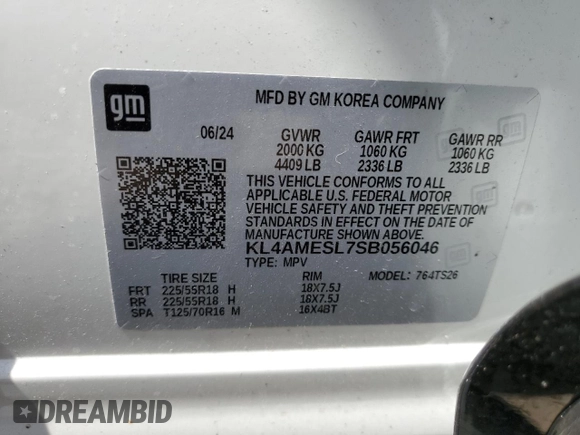 gm
MFD BY GM KOREA COMPANY
06/24 GVWR GAWR FRT GAWR RR
2000 KG 1060 KG 1060 KG
4409 LB 2336 LB 2336 LB
THIS VEHICLE CONFORMS TO ALL
APPLICABLE U.S. FEDERAL MOTOR
VEHICLE SAFETY AND THEFT PREVENTION
STANDARDS IN EFFECT ON THE DATE OF
MANUFACTURE SHOWN ABOVE.
KL4AMESL7SB056046
TYPE: MPV MODEL: 764TS26
TIRE SIZE RIM
FRT 225/55R18 H 18X7.5J
RR 225/55R18 H 18X7.5J
SPA T125/70R16 M 16X4BT
DREAMBID